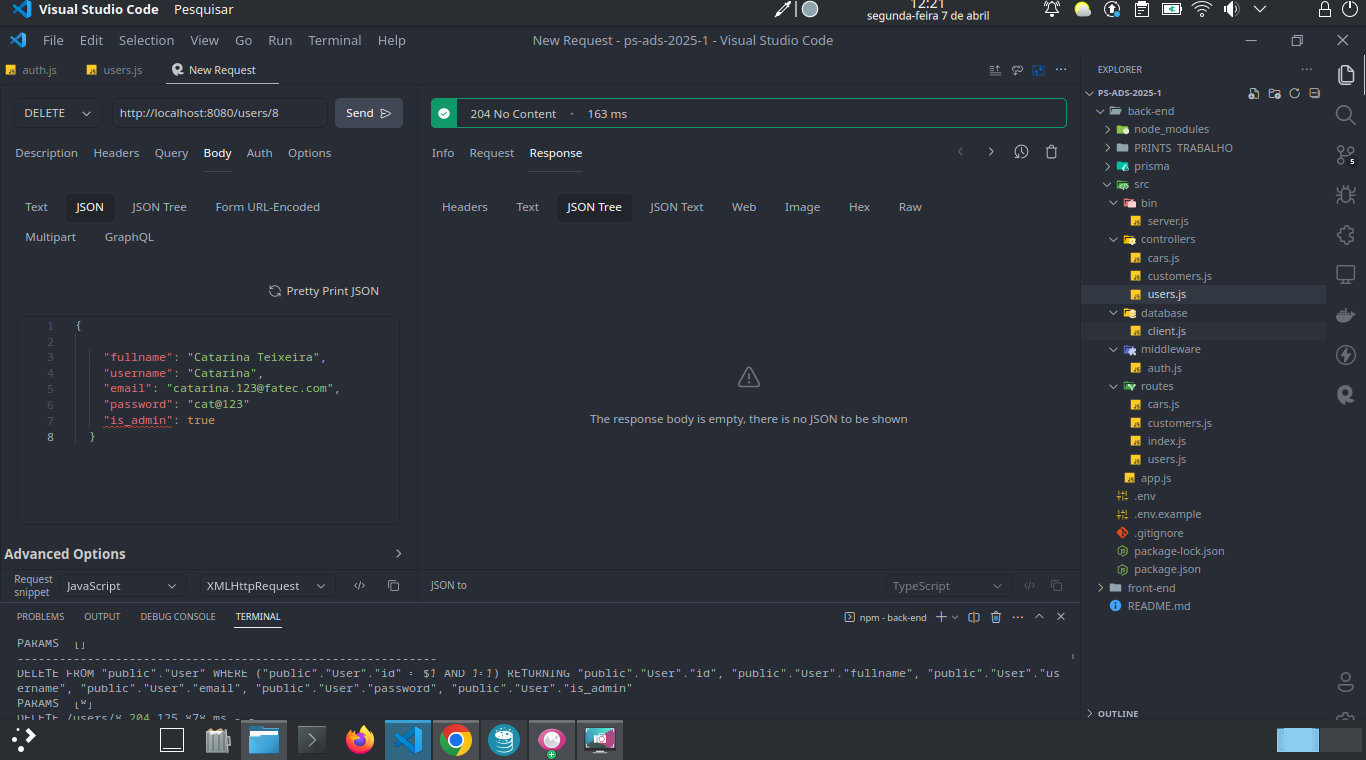 Visual Studio Code Pesquisar 12:21
segunda-feira 7 de abril
File Edit Selection View Go Run Terminal Help New Request - ps-ads-2025-1 - Visual Studio Code
auth.js users.js New Request
DELETE http://localhost:8080/users/8 Send
Description Headers Query Body Auth Options
Text JSON JSON Tree Form URL-Encoded
Multipart GraphQL
Pretty Print JSON
1 {
2
3 "fullname": "Catarina Teixeira",
4 "username": "Catarina",
5 "email": "catarina.123@fatec.com",
6 "password": "cat@123"
7 "is_admin": true
8 }
Advanced Options
Request snippet JavaScript XMLHttpRequest
204 No Content · 163 ms
Info Request Response
Headers Text JSON Tree JSON Text Web Image Hex Raw
The response body is empty, there is no JSON to be shown
JSON to TypeScript
PROBLEMS OUTPUT DEBUG CONSOLE TERMINAL npm - back-end
PARAMS []
DELETE FROM "public"."User" WHERE ("public"."User"."id" = $1 AND 1=1) RETURNING "public"."User"."id", "public"."User"."fullname", "public"."User"."us
ername", "public"."User"."email", "public"."User"."password", "public"."User"."is_admin"
PARAMS [8]
DELETE /users/8 204 125.878 ms - -
EXPLORER
PS-ADS-2025-1
back-end
node_modules
PRINTS TRABALHO
prisma
src
bin
server.js
controllers
cars.js
customers.js
users.js
database
client.js
middleware
auth.js
routes
cars.js
customers.js
index.js
users.js
app.js
.env
.env.example
.gitignore
package-lock.json
package.json
front-end
README.md
OUTLINE
5